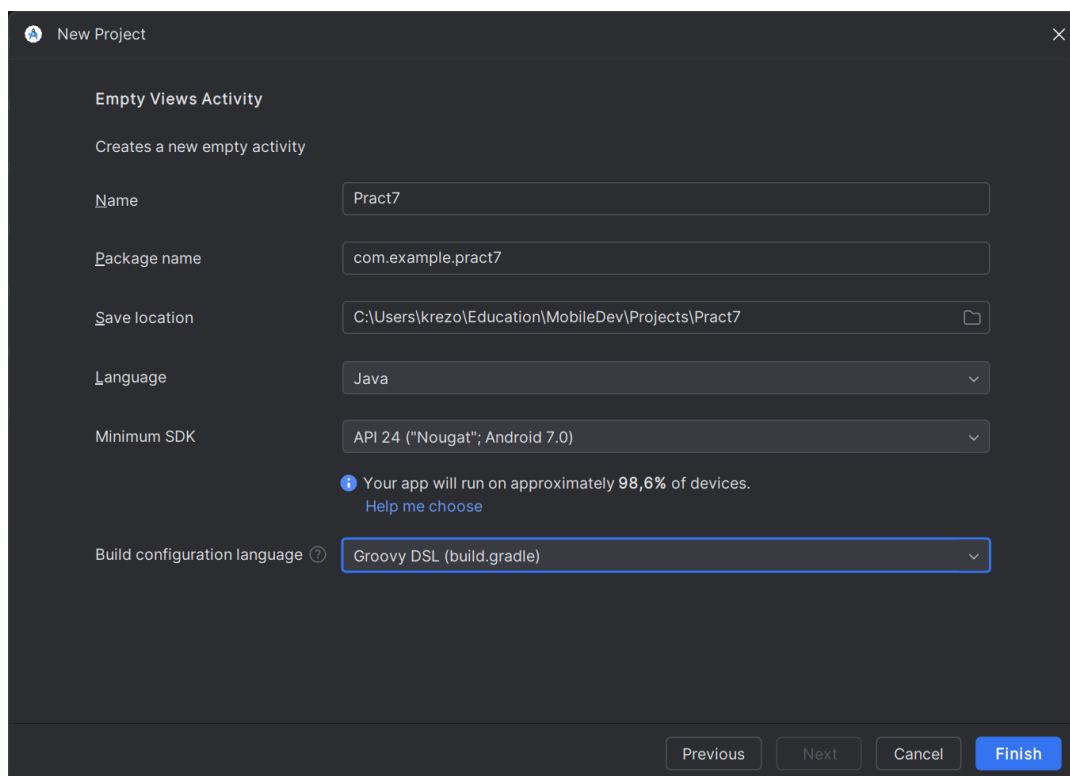 New Project
Empty Views Activity
Creates a new empty activity
Name
Pract7
Package name
com.example.pract7
Save location
C:\Users\krezo\Education\MobileDev\Projects\Pract7
Language
Java
Minimum SDK
API 24 ("Nougat"; Android 7.0)
Your app will run on approximately 98,6% of devices.
Help me choose
Build configuration language ?
Groovy DSL (build.gradle)
Previous
Next
Cancel
Finish